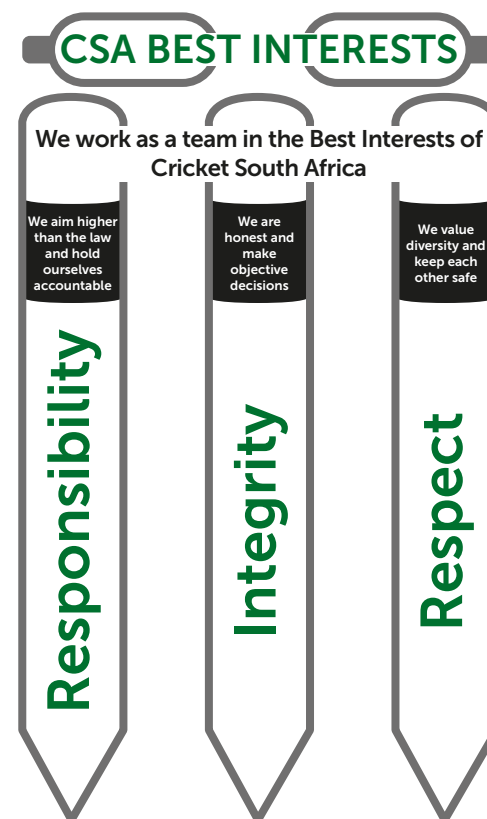 CSA BEST INTERESTS
We work as a team in the Best Interests of
Cricket South Africa
We aim higher
than the law
and hold
ourselves
accountable
We are
honest and
make
objective
decisions
We value
diversity and
keep each
other safe
Responsibility
Integrity
Respect